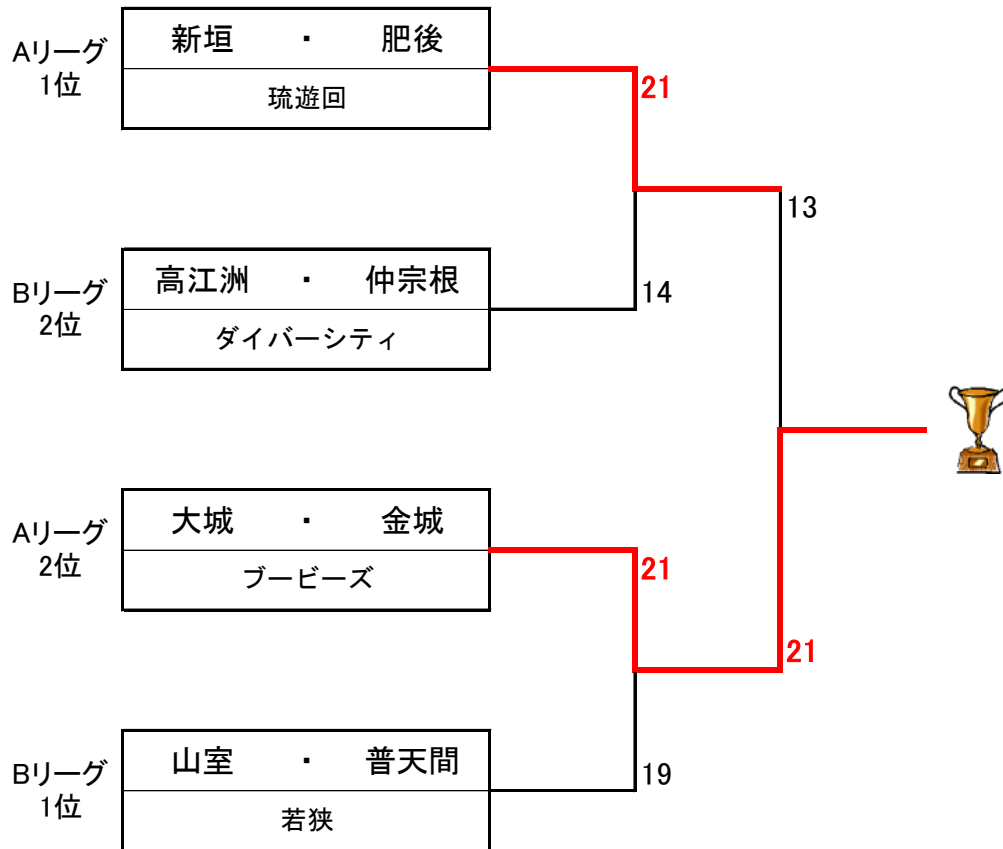 Aリーグ
1位
新垣 ・ 肥後
琉遊回
21
13
Bリーグ
2位
高江洲 ・ 仲宗根
ダイバーシティ
14
Aリーグ
2位
大城 ・ 金城
ブービーズ
21
21
Bリーグ
1位
山室 ・ 普天間
若狭
19